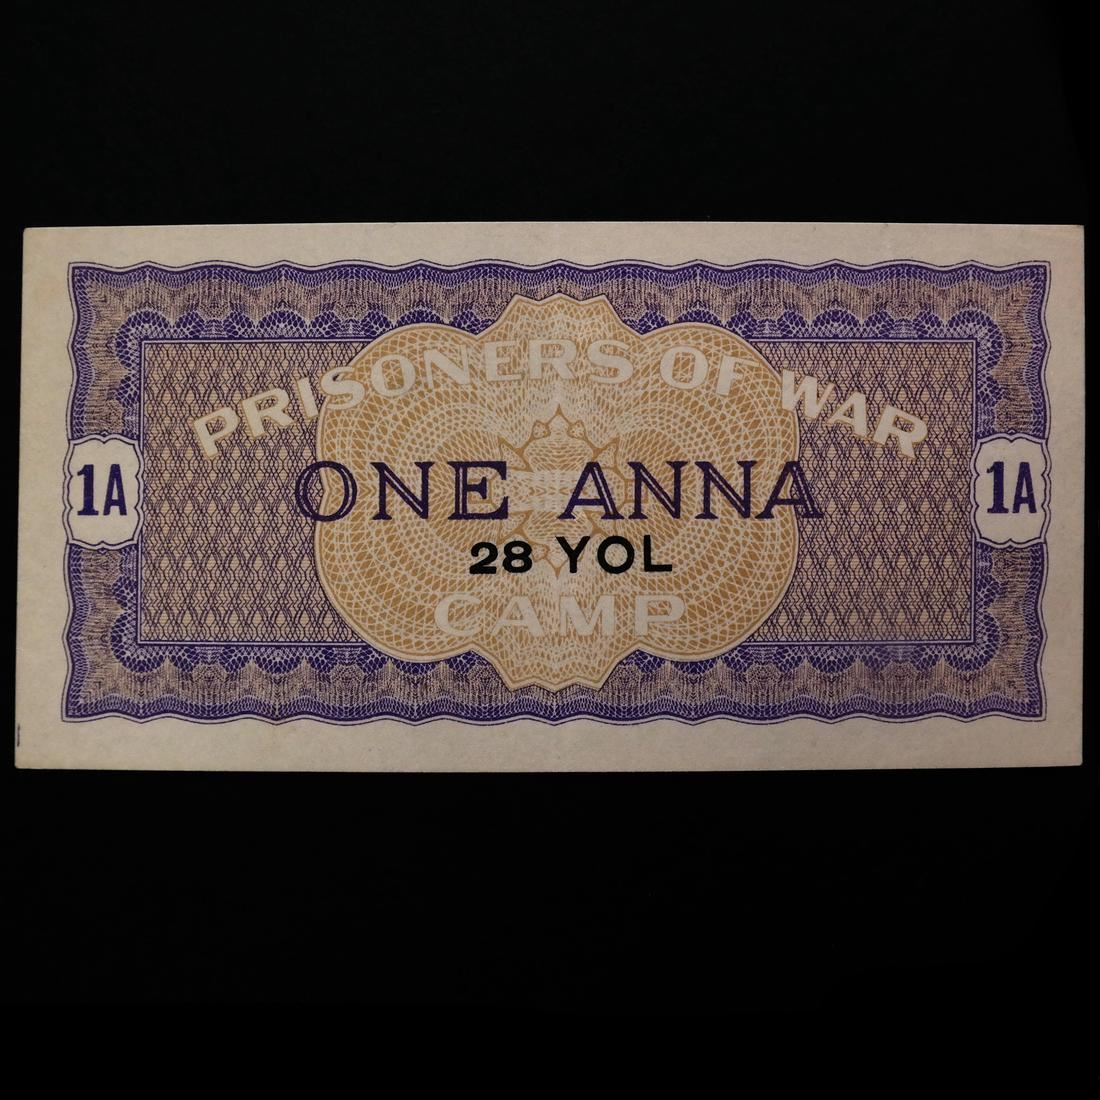 PRISONERS OF WAR
1A ONE ANNA 1A
28 YOL
CAMP